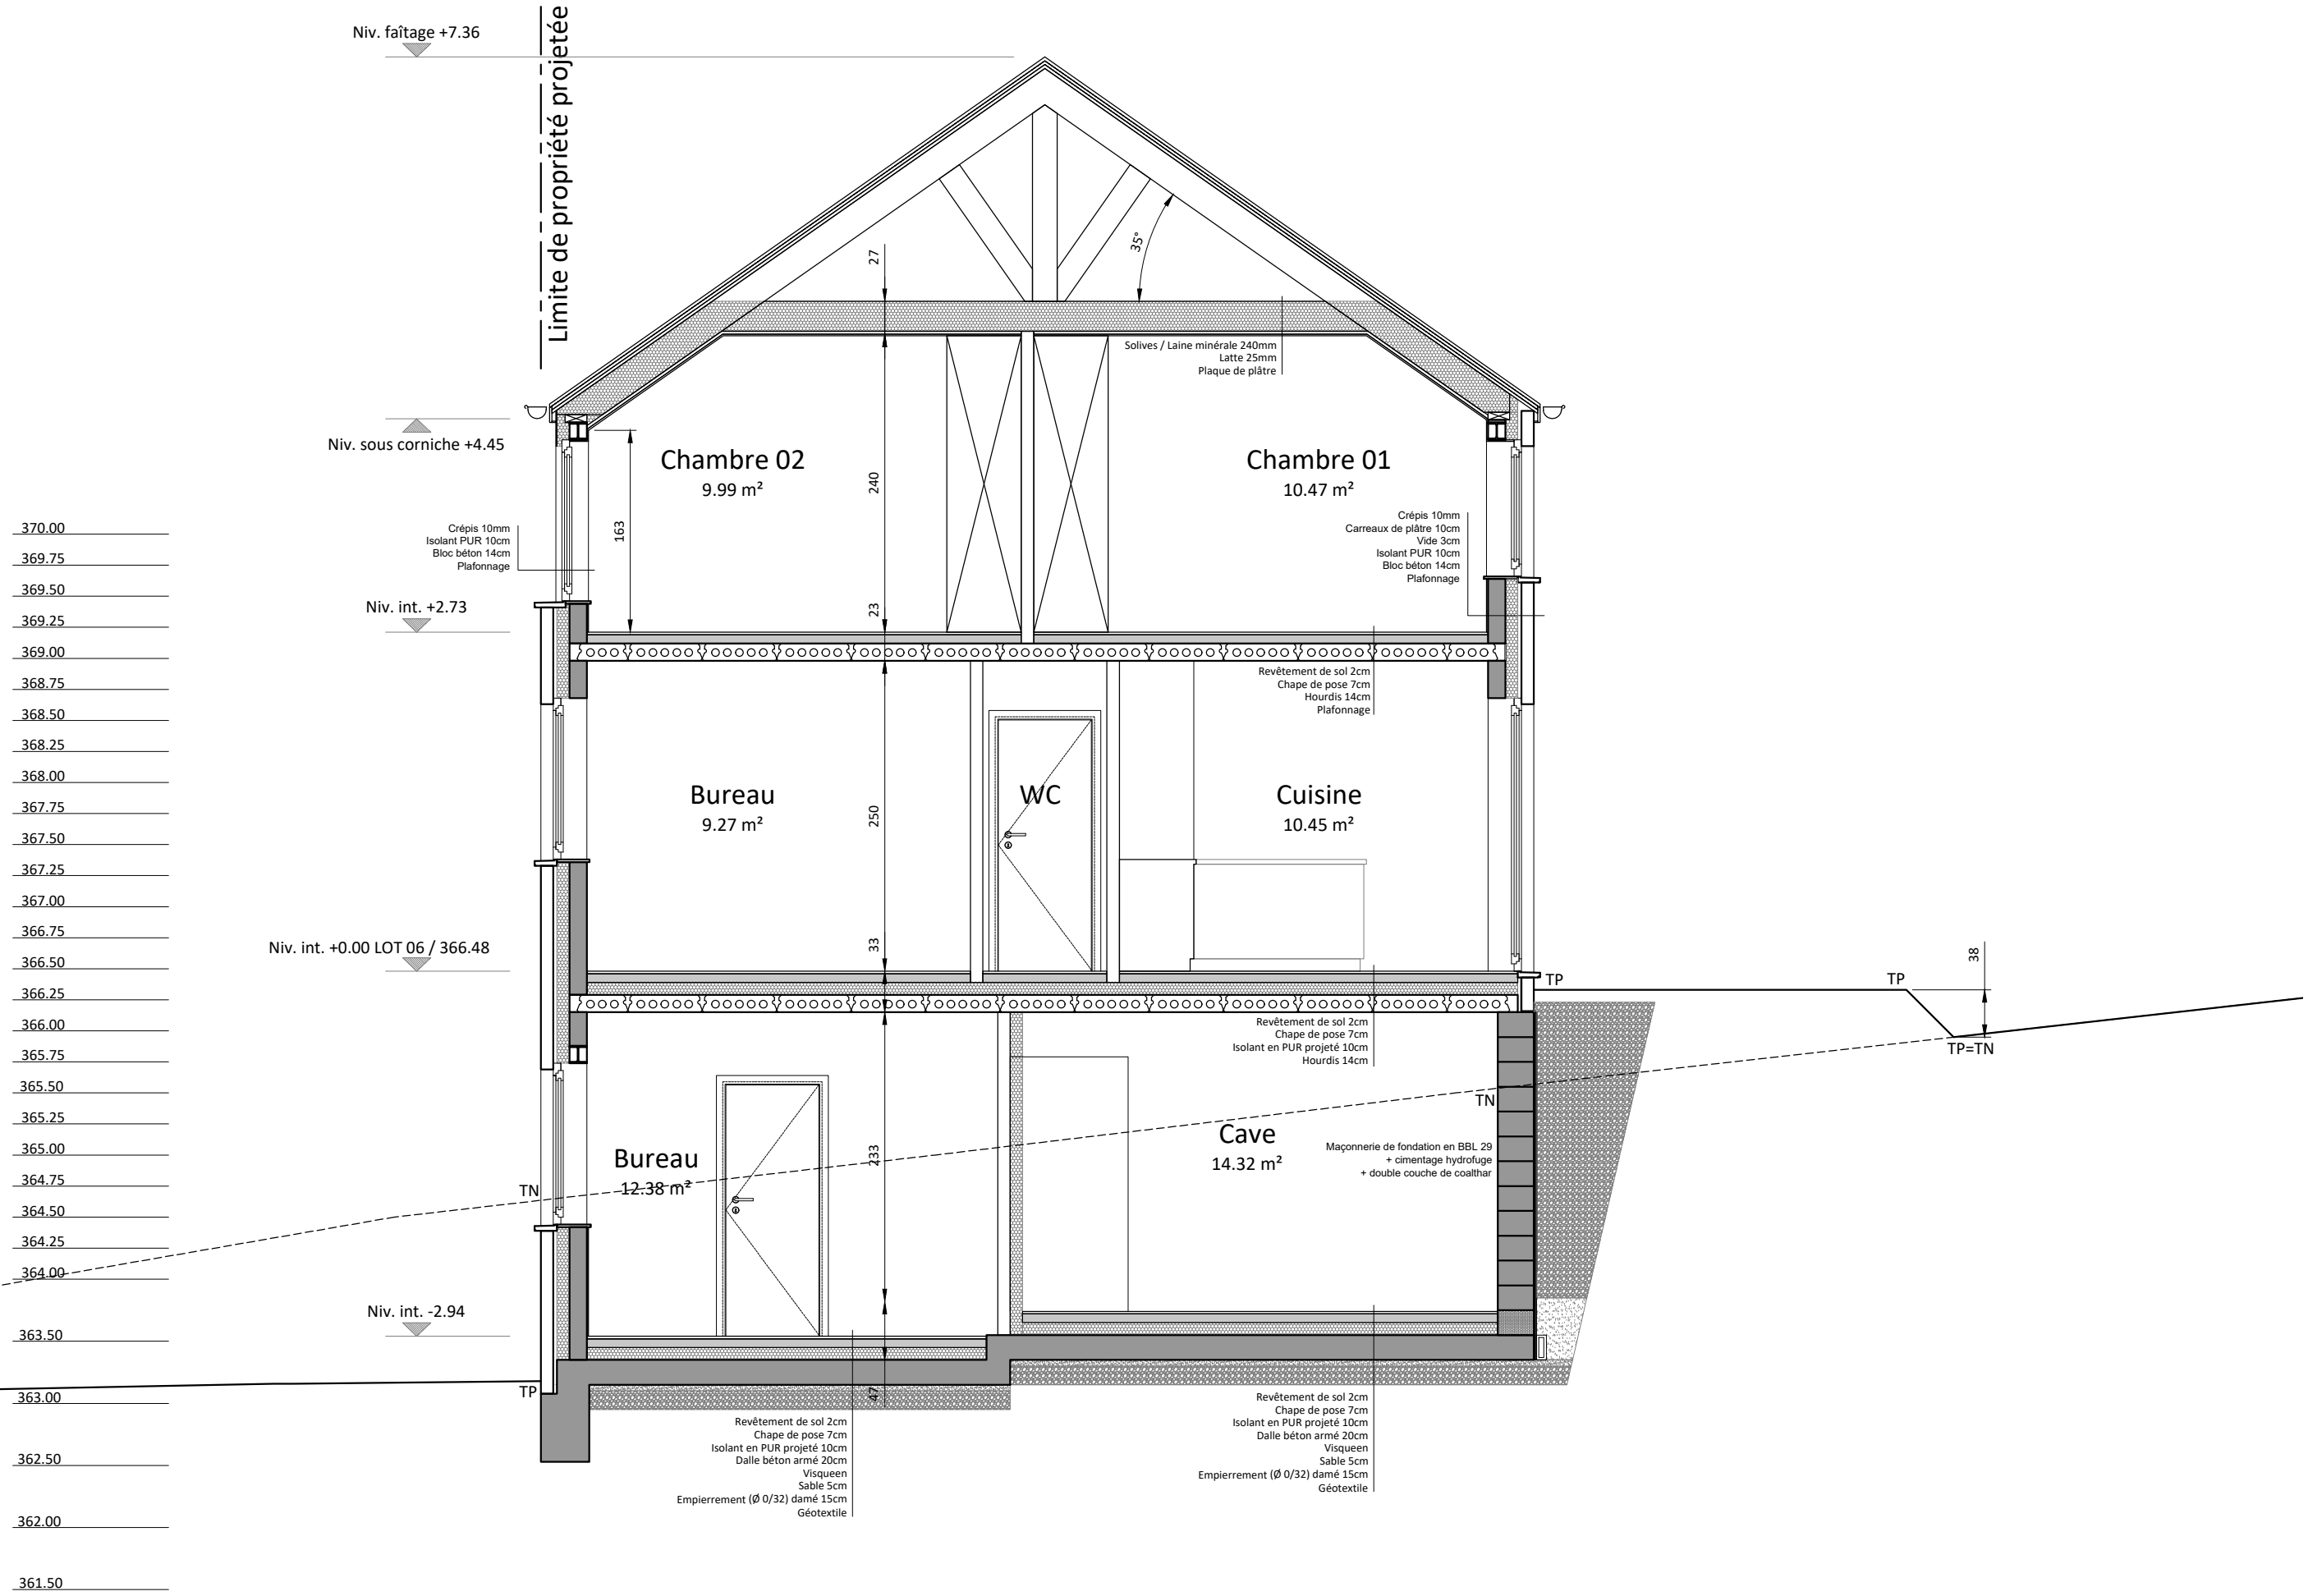 Niv. faîtage +7.36
Limite de propriété projetée
35°
27
Solives / Laine minérale 240mm
Latte 25mm
Plaque de plâtre
Niv. sous corniche +4.45
Chambre 02
9.99 m²
240
163
Chambre 01
10.47 m²
Crépis 10mm
Isolant PUR 10cm
Bloc béton 14cm
Plafonnage
Crépis 10mm
Carreaux de plâtre 10cm
Vide 3cm
Isolant PUR 10cm
Bloc béton 14cm
Plafonnage
370.00
369.75
369.50
369.25
369.00
368.75
368.50
368.25
368.00
367.75
367.50
367.25
367.00
366.75
366.50
366.25
366.00
365.75
365.50
365.25
365.00
364.75
364.50
364.25
364.00
363.50
363.00
362.50
362.00
361.50
Niv. int. +2.73
23
Revêtement de sol 2cm
Chape de pose 7cm
Hourdis 14cm
Plafonnage
Bureau
9.27 m²
250
WC
Cuisine
10.45 m²
Niv. int. +0.00 LOT 06 / 366.48
33
TP
TP
38
TP=TN
Revêtement de sol 2cm
Chape de pose 7cm
Isolant en PUR projeté 10cm
Hourdis 14cm
TN
Bureau
12.38 m²
233
Cave
14.32 m²
Maçonnerie de fondation en BBL 29
+ cimentage hydrofuge
+ double couche de coalthar
TN
Niv. int. -2.94
TP
47
Revêtement de sol 2cm
Chape de pose 7cm
Isolant en PUR projeté 10cm
Dalle béton armé 20cm
Visqueen
Sable 5cm
Empierrement (Ø 0/32) damé 15cm
Géotextile
Revêtement de sol 2cm
Chape de pose 7cm
Isolant en PUR projeté 10cm
Dalle béton armé 20cm
Visqueen
Sable 5cm
Empierrement (Ø 0/32) damé 15cm
Géotextile